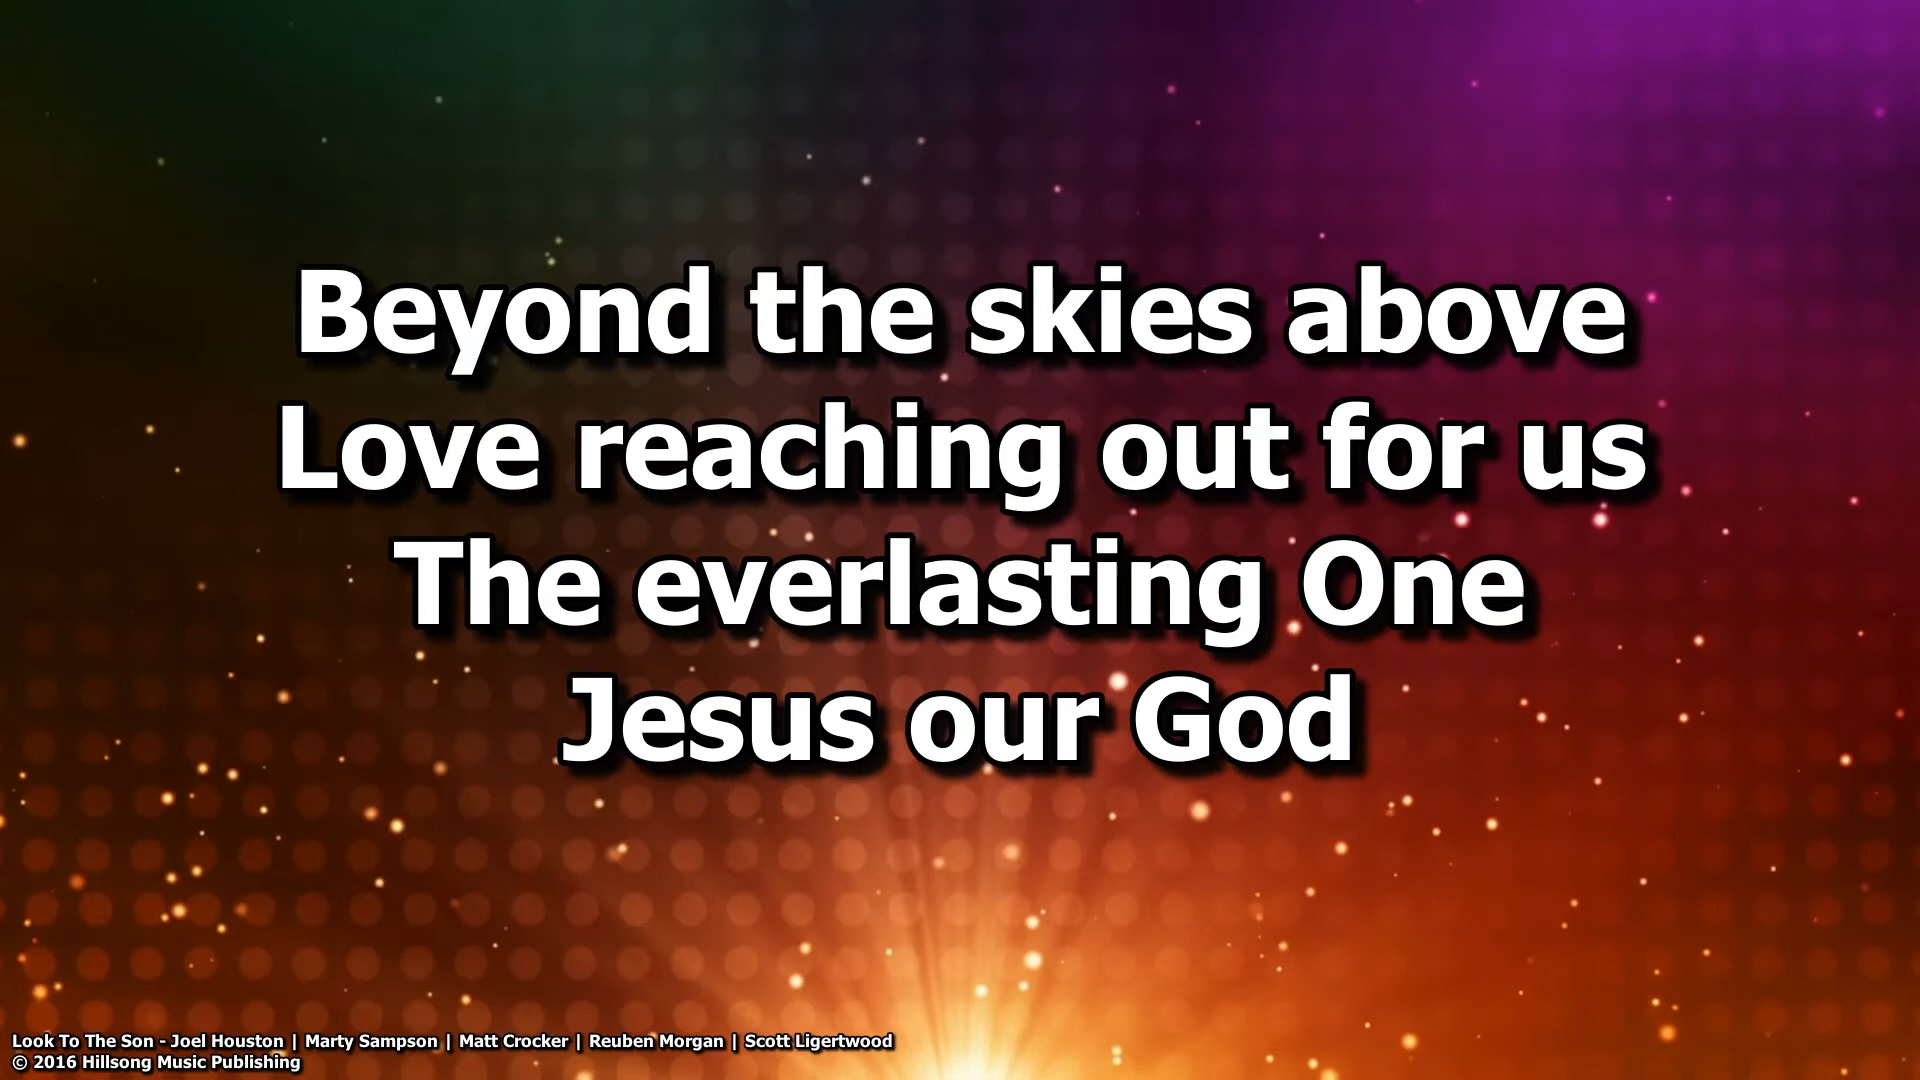 Beyond the skies above
Love reaching out for us
The everlasting One
Jesus our God
Look To The Son - Joel Houston | Marty Sampson | Matt Crocker | Reuben Morgan | Scott Ligertwood
© 2016 Hillsong Music Publishing